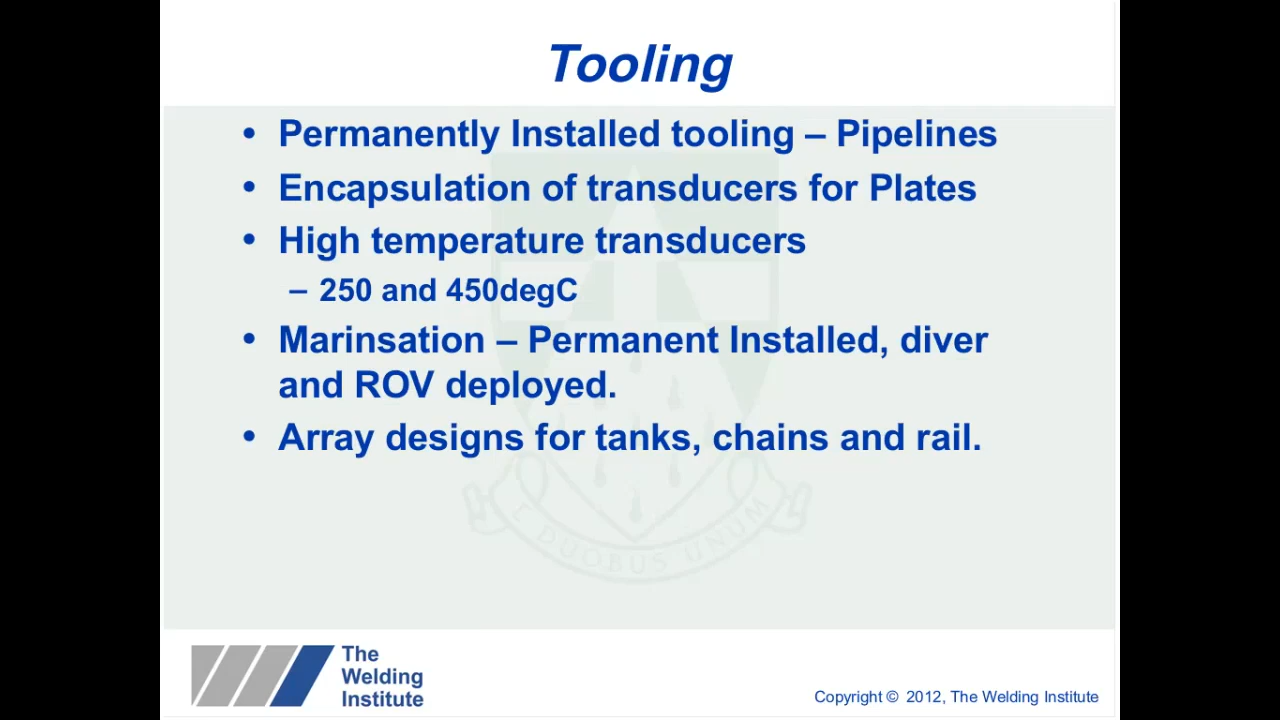 Tooling
• Permanently Installed tooling – Pipelines
• Encapsulation of transducers for Plates
• High temperature transducers
– 250 and 450degC
• Marinsation – Permanent Installed, diver
and ROV deployed.
• Array designs for tanks, chains and rail.
E DUOBUS UNUM
The
Welding
Institute
Copyright © 2012, The Welding Institute